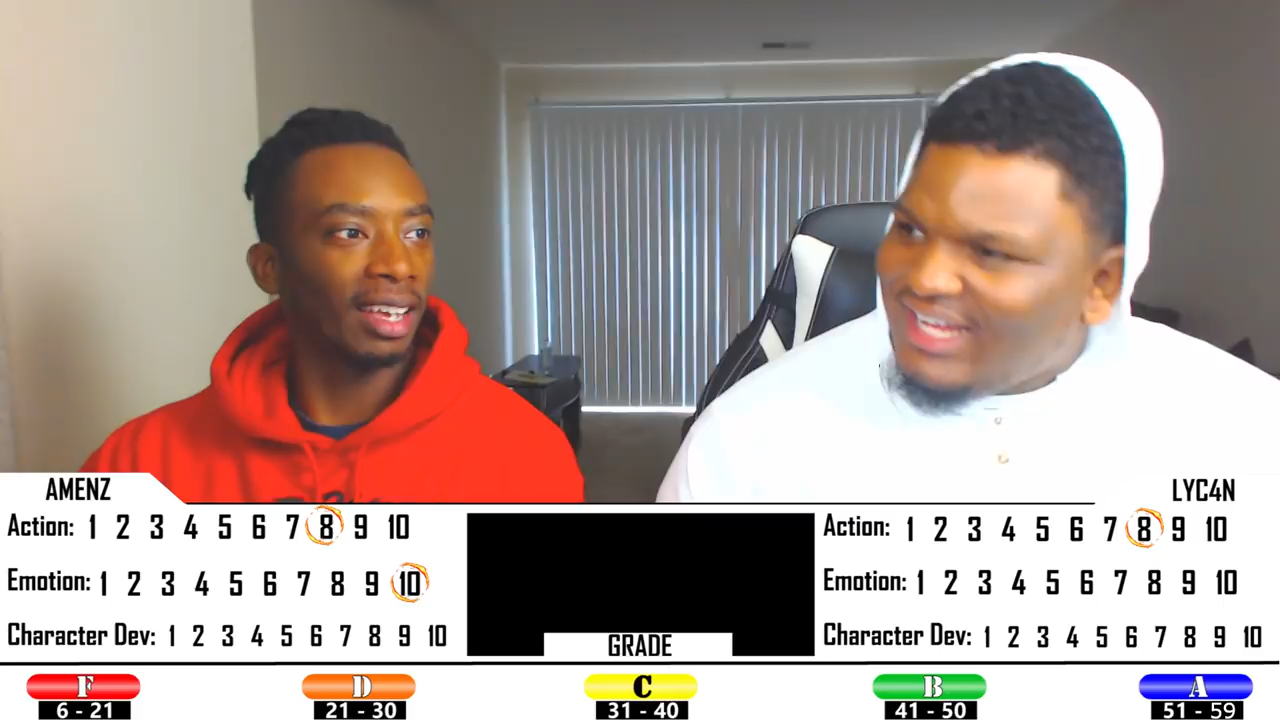 AMENZ
Action: 1 2 3 4 5 6 7 8 9 10
Emotion: 1 2 3 4 5 6 7 8 9 10
Character Dev: 1 2 3 4 5 6 7 8 9 10
GRADE
LYC4N
Action: 1 2 3 4 5 6 7 8 9 10
Emotion: 1 2 3 4 5 6 7 8 9 10
Character Dev: 1 2 3 4 5 6 7 8 9 10
F
6 - 21
D
21 - 30
C
31 - 40
B
41 - 50
A
51 - 59